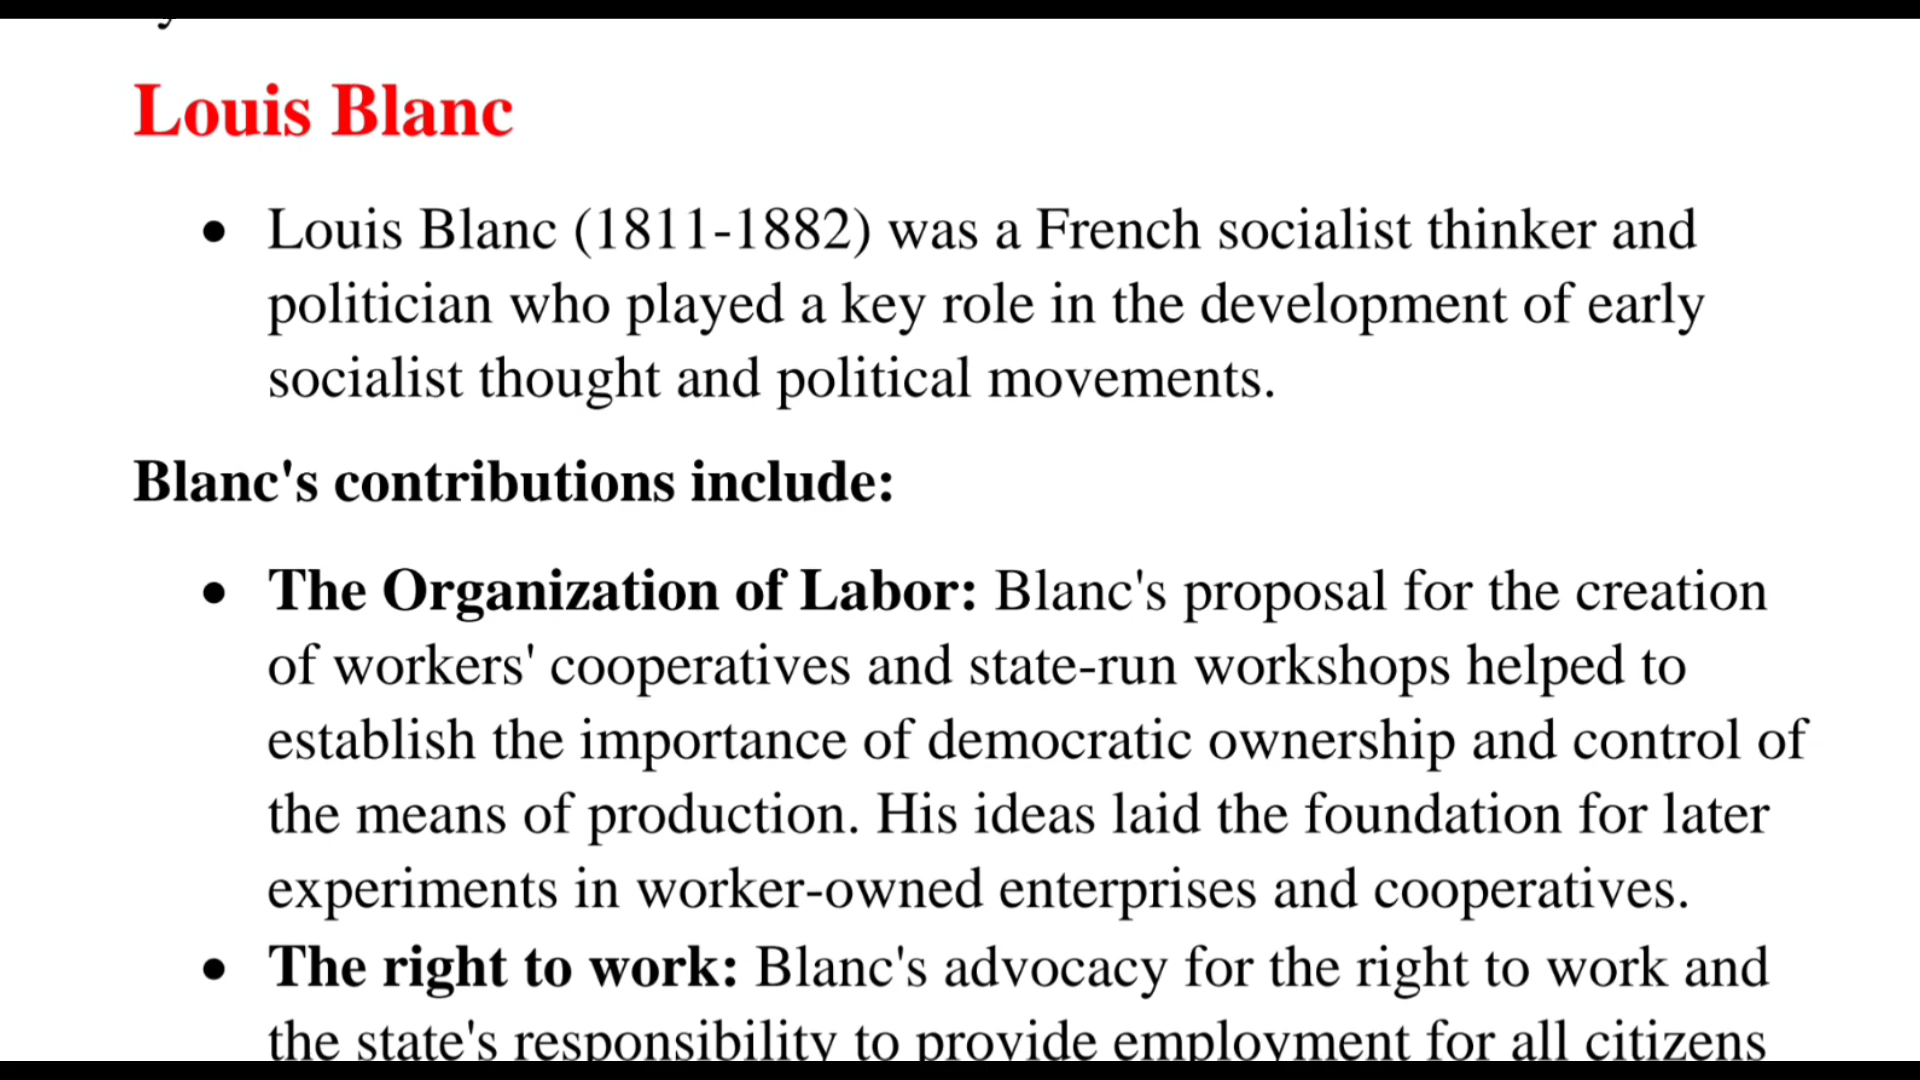 Louis Blanc
• Louis Blanc (1811-1882) was a French socialist thinker and
politician who played a key role in the development of early
socialist thought and political movements.
Blanc's contributions include:
• The Organization of Labor: Blanc's proposal for the creation
of workers' cooperatives and state-run workshops helped to
establish the importance of democratic ownership and control of
the means of production. His ideas laid the foundation for later
experiments in worker-owned enterprises and cooperatives.
• The right to work: Blanc's advocacy for the right to work and
the state's responsibility to provide employment for all citizens